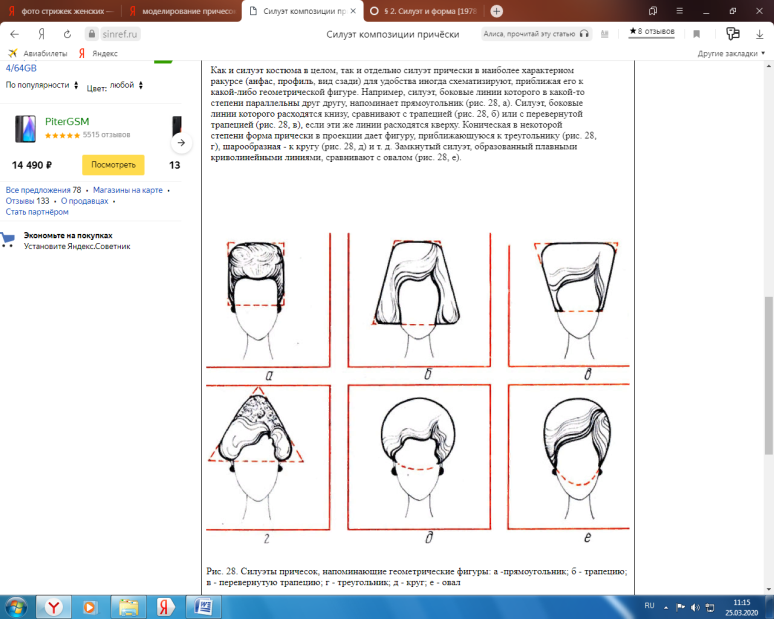 фото стрижек женских —
моделирование причесо
Силуэт композиции пр
§ 2. Силуэт и форма [1978
sinref.ru
Силуэт композиции причёски
Алиса, прочитай эту статью
★8 отзывов
Авиабилеты
Яндекс
Другие закладки
4/64GB
По популярности
Цвет: любой
PiterGSM
★★★★★ 5515 отзывов
14 490 ₽
Посмотреть
13
Все предложения 78 • Магазины на карте •
Отзывы 133 • О продавцах •
Стать партнёром
Экономьте на покупках
Установите Яндекс.Советник
Как и силуэт костюма в целом, так и отдельно силуэт прически в наиболее характерном
ракурсе (анфас, профиль, вид сзади) для удобства иногда схематизируют, приближая его к
какой-либо геометрической фигуре. Например, силуэт, боковые линии которого в какой-то
степени параллельны друг другу, напоминает прямоугольник (рис. 28, а). Силуэт, боковые
линии которого расходятся книзу, сравнивают с трапецией (рис. 28, б) или с перевернутой
трапецией (рис. 28, в), если эти же линии расходятся кверху. Коническая в некоторой
степени форма прически в проекции дает фигуру, приближающуюся к треугольнику (рис. 28,
г), шарообразная - к кругу (рис. 28, д) и т. д. Замкнутый силуэт, образованный плавными
криволинейными линиями, сравнивают с овалом (рис. 28, е).
а
б
в
г
д
е
Рис. 28. Силуэты причесок, напоминающие геометрические фигуры: а -прямоугольник; б - трапецию;
в - перевернутую трапецию; г - треугольник; д - круг; е - овал
RU
11:15
25.03.2020